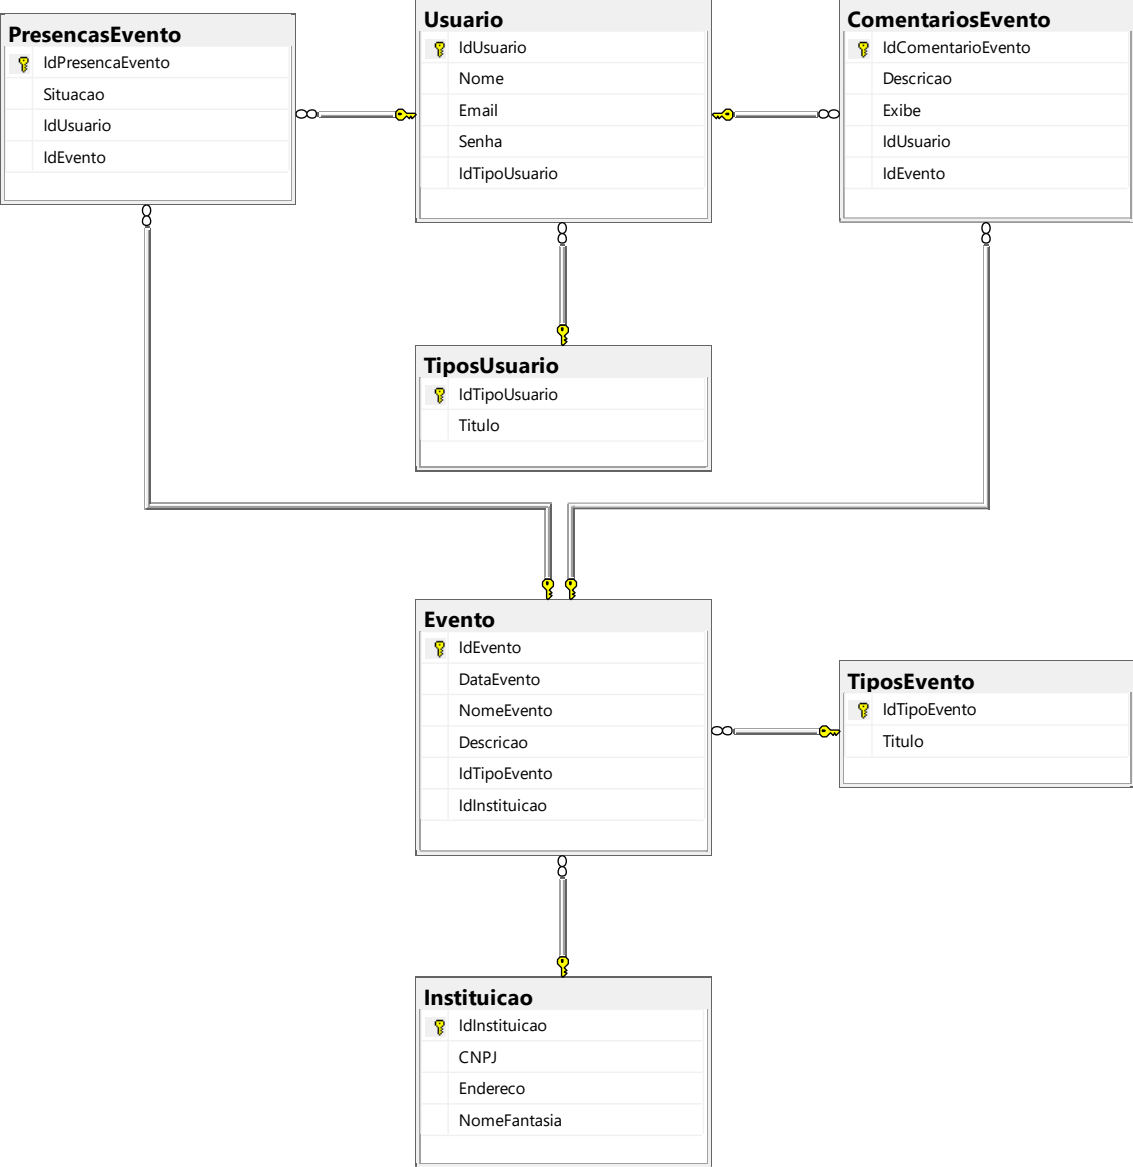 PresencasEvento
IdPresencaEvento
Situacao
IdUsuario
IdEvento
Usuario
IdUsuario
Nome
Email
Senha
IdTipoUsuario
ComentariosEvento
IdComentarioEvento
Descricao
Exibe
IdUsuario
IdEvento
TiposUsuario
IdTipoUsuario
Titulo
Evento
IdEvento
DataEvento
NomeEvento
Descricao
IdTipoEvento
IdInstituicao
TiposEvento
IdTipoEvento
Titulo
Instituicao
IdInstituicao
CNPJ
Endereco
NomeFantasia